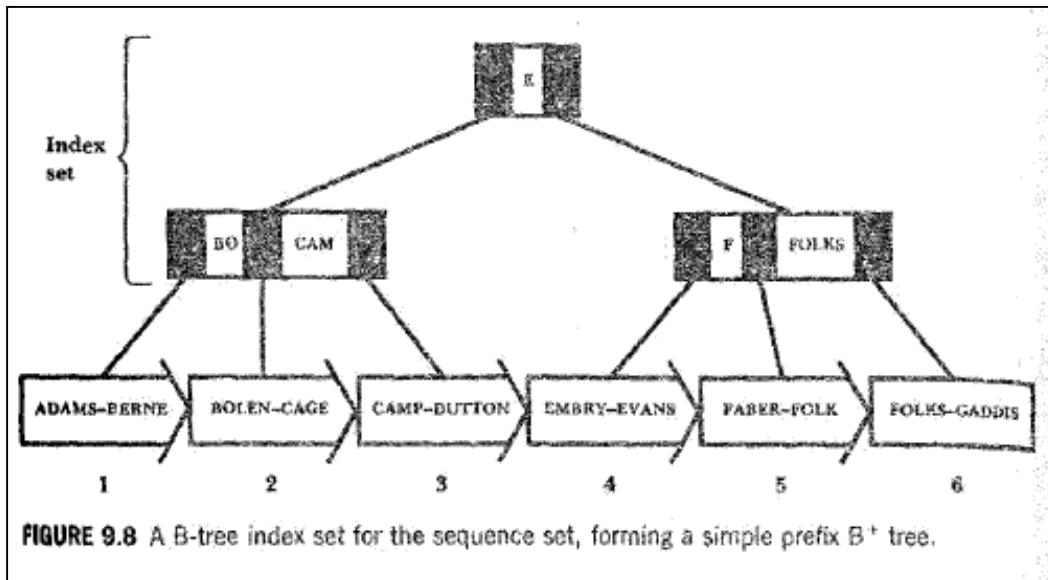 E
Index
set
BO CAM F FOLKS
ADAMS-BERNE BOLEN-CAGE CAMP-DUTTON EMBRY-EVANS FABER-FOLK FOLKS-GADDIS
1 2 3 4 5 6
FIGURE 9.8 A B-tree index set for the sequence set, forming a simple prefix B+ tree.